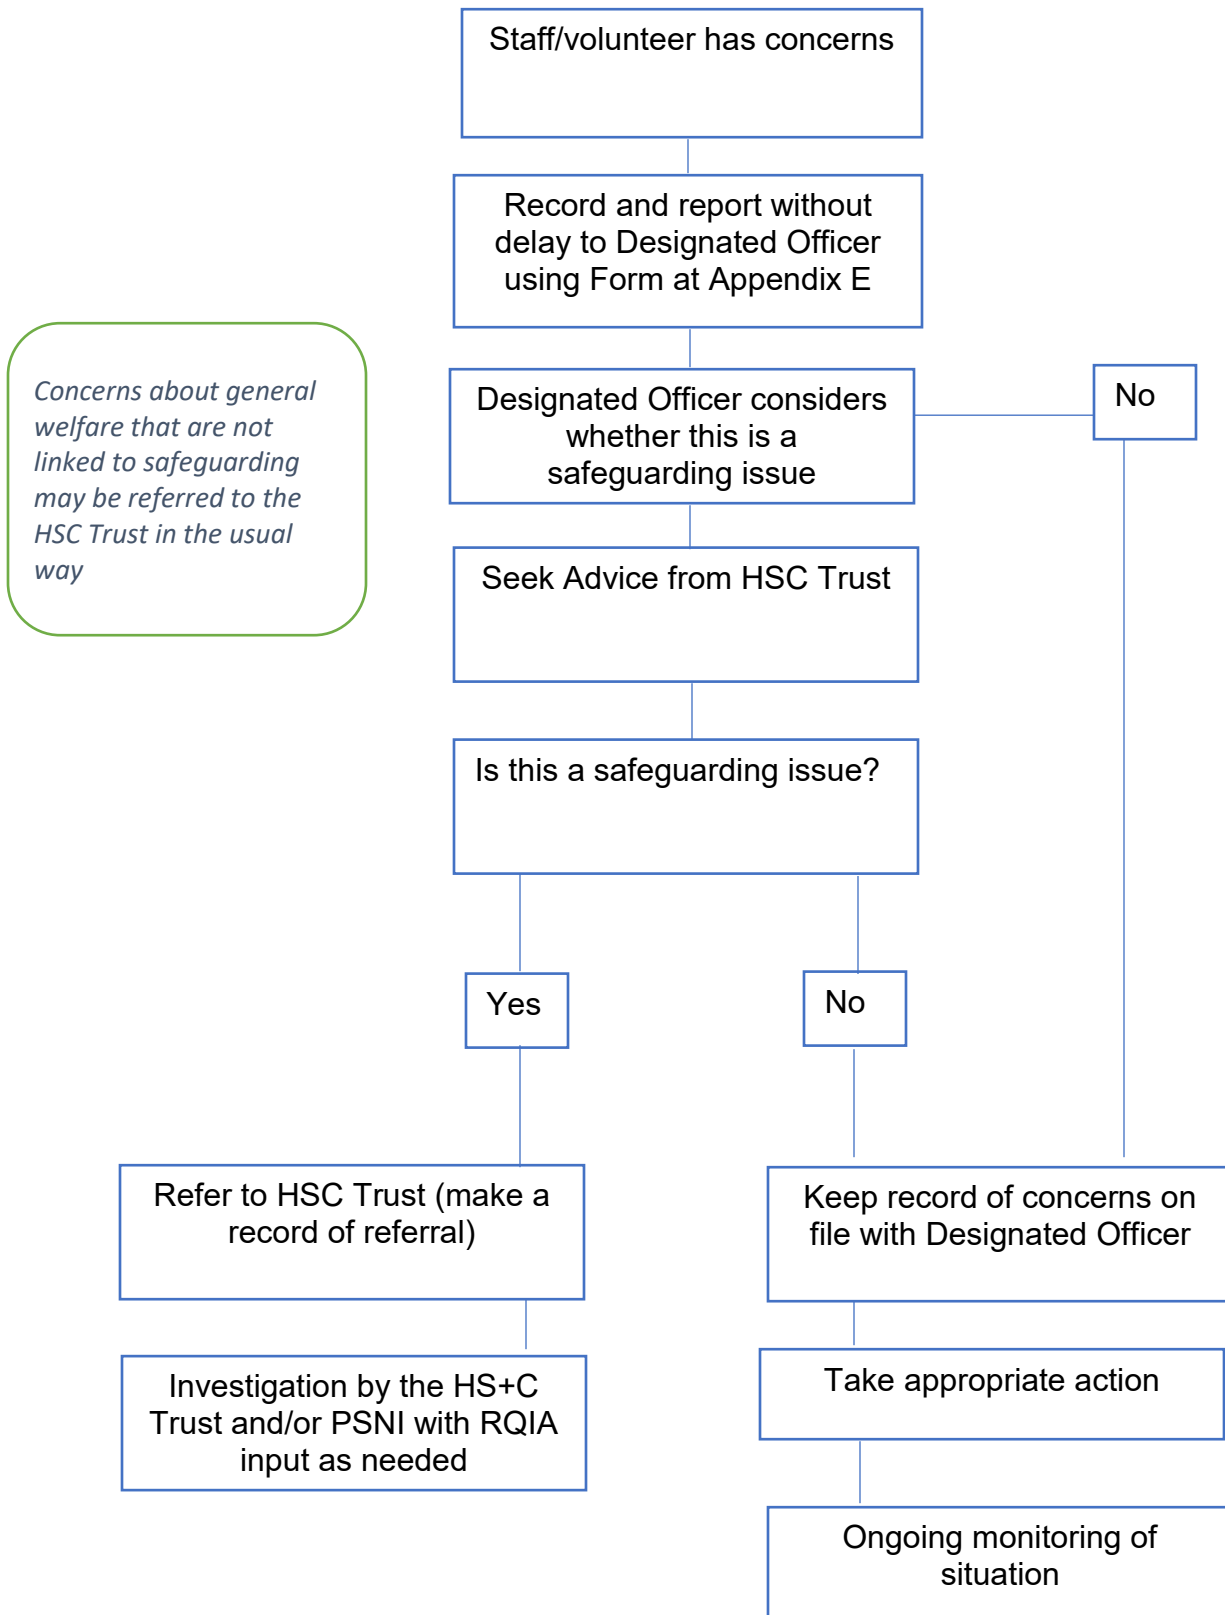 Staff/volunteer has concerns
Record and report without
delay to Designated Officer
using Form at Appendix E
Concerns about general
welfare that are not
linked to safeguarding
may be referred to the
HSC Trust in the usual
way
Designated Officer considers
whether this is a
safeguarding issue
No
Seek Advice from HSC Trust
Is this a safeguarding issue?
Yes
No
Refer to HSC Trust (make a
record of referral)
Keep record of concerns on
file with Designated Officer
Investigation by the HS+C
Trust and/or PSNI with RQIA
input as needed
Take appropriate action
Ongoing monitoring of
situation